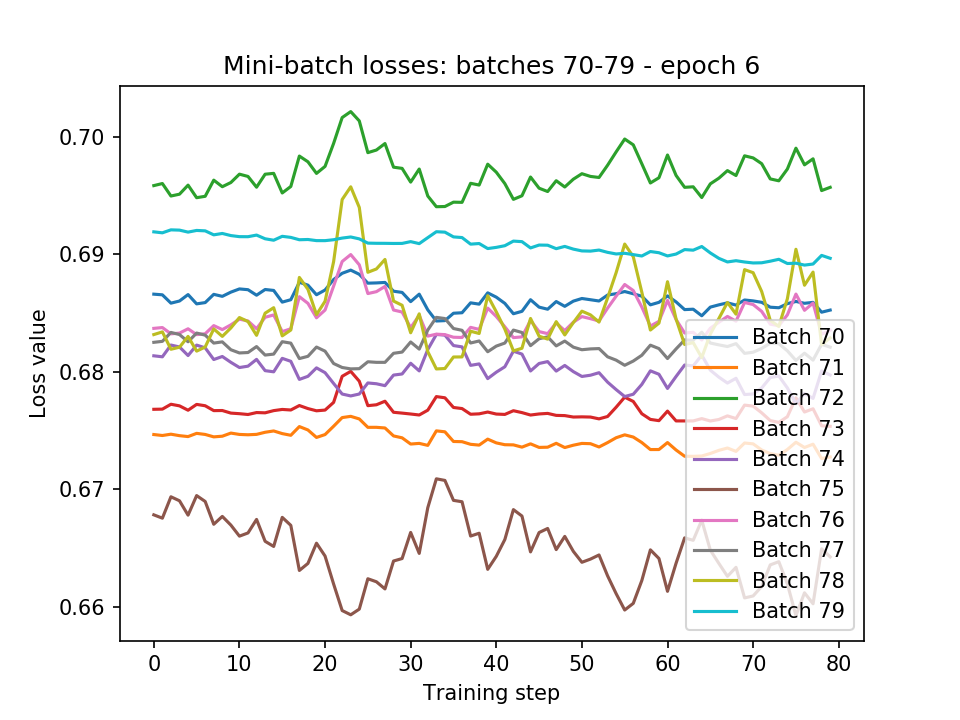 Mini-batch losses: batches 70-79 - epoch 6
Loss value
0.70
0.69
0.68
0.67
0.66
Batch 70
Batch 71
Batch 72
Batch 73
Batch 74
Batch 75
Batch 76
Batch 77
Batch 78
Batch 79
0 10 20 30 40 50 60 70 80
Training step